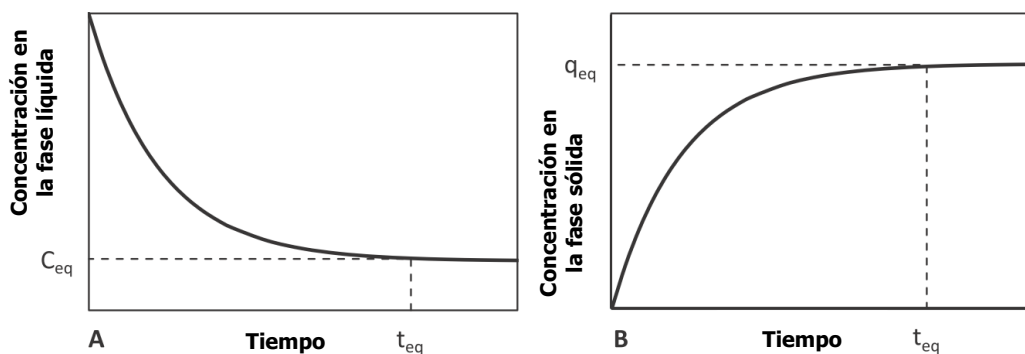 Concentración en
la fase líquida
C_eq
A
Tiempo
t_eq
Concentración en
la fase sólida
q_eq
B
Tiempo
t_eq